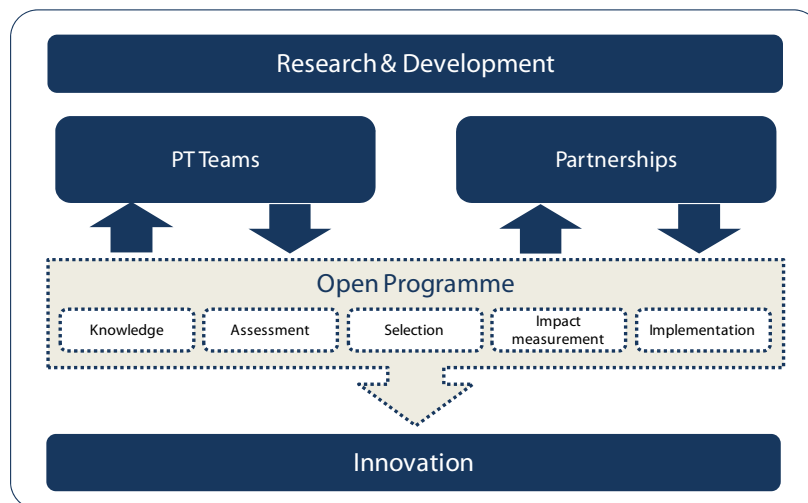 Research & Development
PT Teams
Partnerships
Open Programme
Knowledge
Assessment
Selection
Impact
measurement
Implementation
Innovation